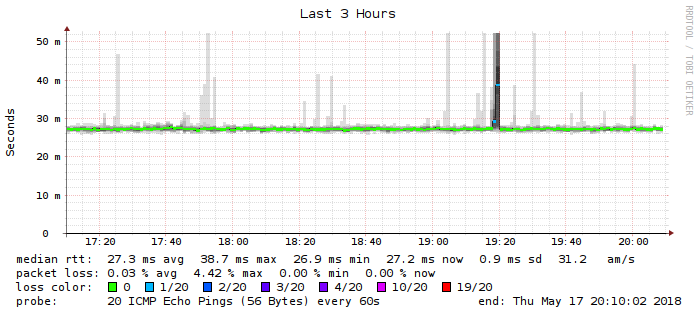 Last 3 Hours
RRDTOOL / TOBI OETIKER
Seconds
50 m
40 m
30 m
20 m
10 m
0
17:20 17:40 18:00 18:20 18:40 19:00 19:20 19:40 20:00
median rtt: 27.3 ms avg 38.7 ms max 26.9 ms min 27.2 ms now 0.9 ms sd 31.2 am/s
packet loss: 0.03 % avg 4.42 % max 0.00 % min 0.00 % now
loss color: 0 1/20 2/20 3/20 4/20 10/20 19/20
probe: 20 ICMP Echo Pings (56 Bytes) every 60s end: Thu May 17 20:10:02 2018